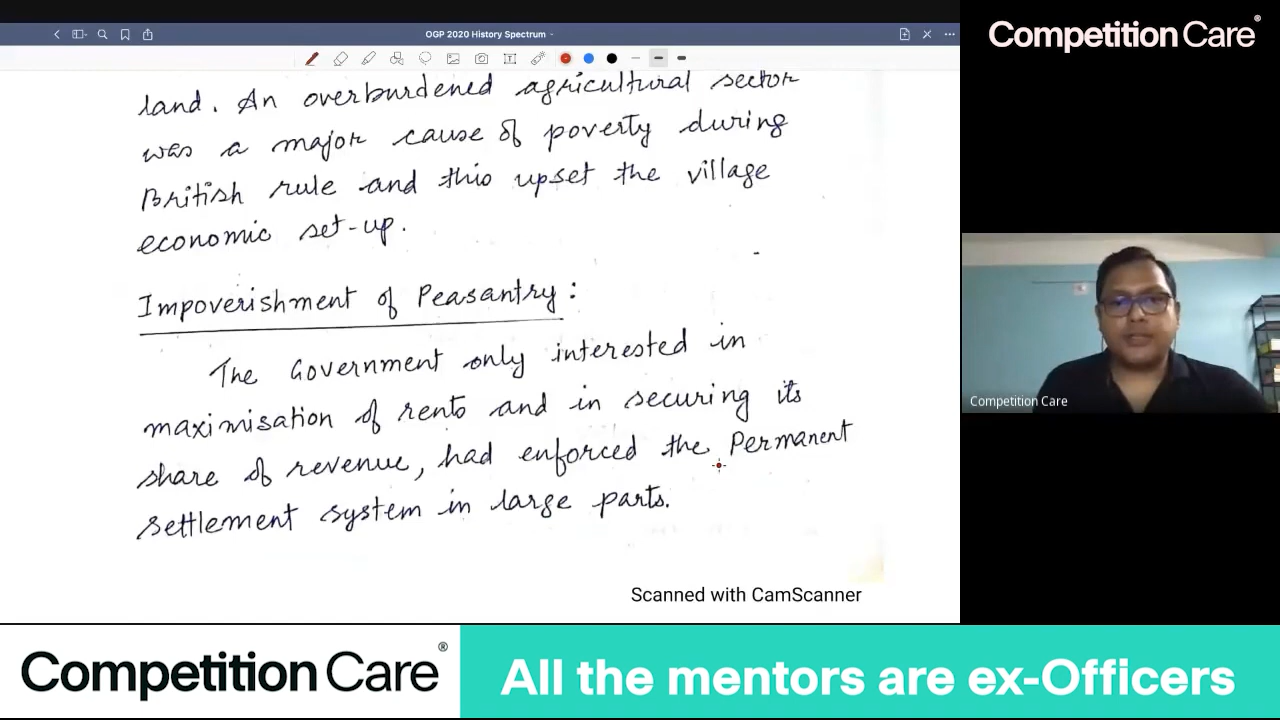 OGP 2020 History Spectrum
land. An overburdened agricultural sector
was a major cause of poverty during
British rule and this upset the village
economic set-up.
Impoverishment of Peasantry:
The Government only interested in
maximisation of rents and in securing its
share of revenue, had enforced the Permanent
settlement system in large parts.
Scanned with CamScanner
Competition Care®
Competition Care
Competition Care®
All the mentors are ex-Officers